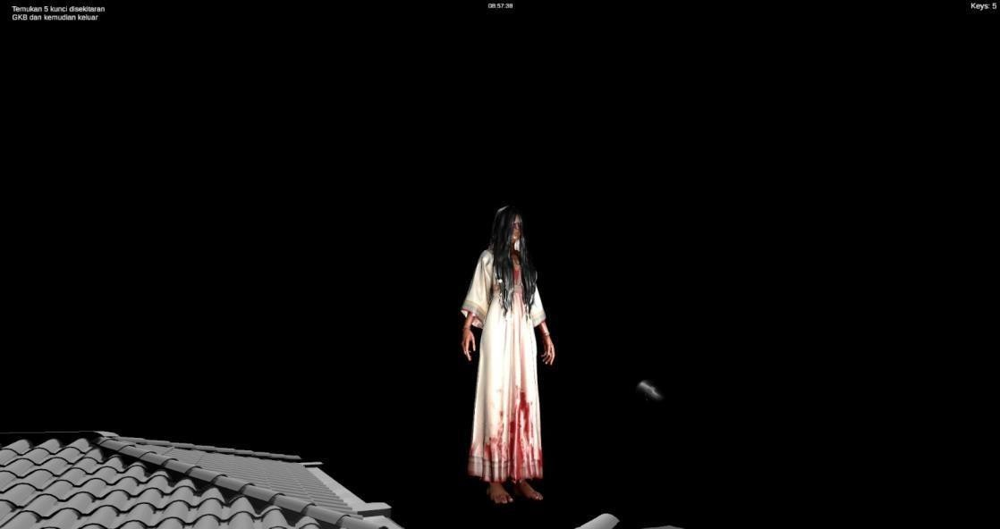 Temukan 5 kunci disekitaran
GKB dan kemudian keluar
08:57:38
Keys: 5